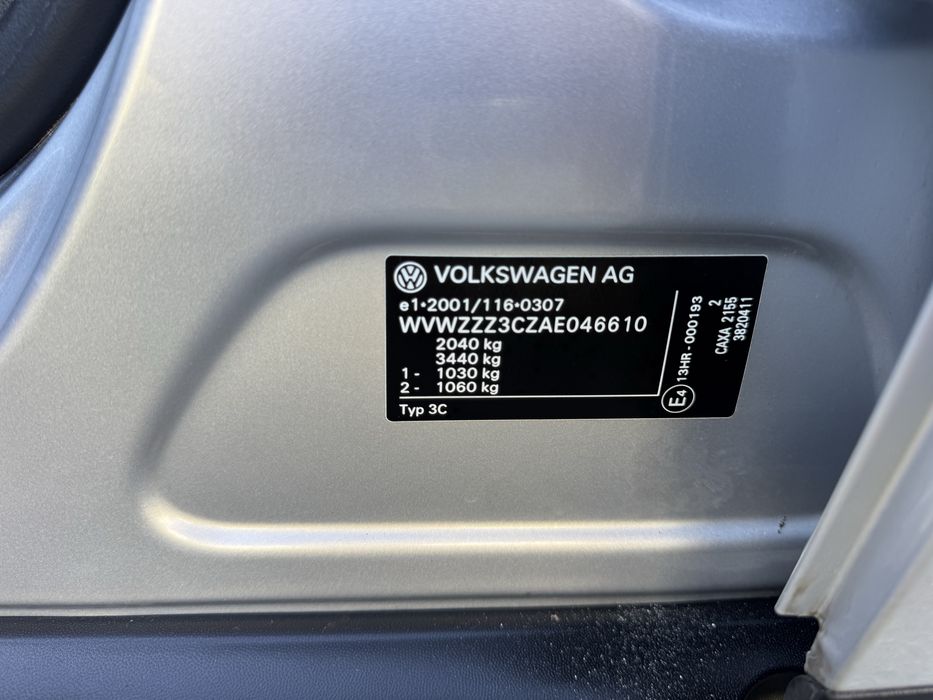 VOLKSWAGEN AG
e1•2001/116•0307
WVWZZZ3CZAE046610
2040 kg
3440 kg
1 - 1030 kg
2 - 1060 kg
Typ 3C
E4 13HR-000193
2
CAXA 2155
3820411